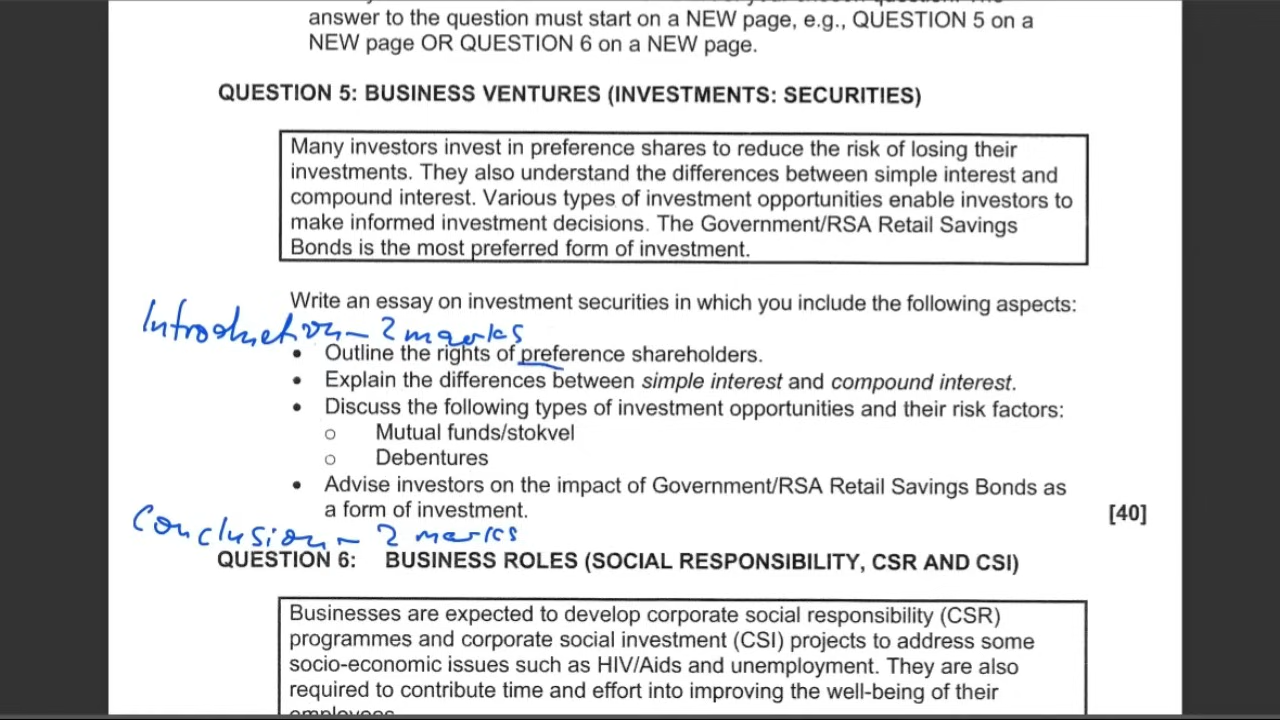 answer to the question must start on a NEW page, e.g., QUESTION 5 on a
NEW page OR QUESTION 6 on a NEW page.
QUESTION 5: BUSINESS VENTURES (INVESTMENTS: SECURITIES)
Many investors invest in preference shares to reduce the risk of losing their
investments. They also understand the differences between simple interest and
compound interest. Various types of investment opportunities enable investors to
make informed investment decisions. The Government/RSA Retail Savings
Bonds is the most preferred form of investment.
Write an essay on investment securities in which you include the following aspects:
Introduction – 2 marks
• Outline the rights of preference shareholders.
• Explain the differences between simple interest and compound interest.
• Discuss the following types of investment opportunities and their risk factors:
o Mutual funds/stokvel
o Debentures
• Advise investors on the impact of Government/RSA Retail Savings Bonds as
a form of investment. [40]
Conclusion – 2 marks
QUESTION 6: BUSINESS ROLES (SOCIAL RESPONSIBILITY, CSR AND CSI)
Businesses are expected to develop corporate social responsibility (CSR)
programmes and corporate social investment (CSI) projects to address some
socio-economic issues such as HIV/Aids and unemployment. They are also
required to contribute time and effort into improving the well-being of their
employees